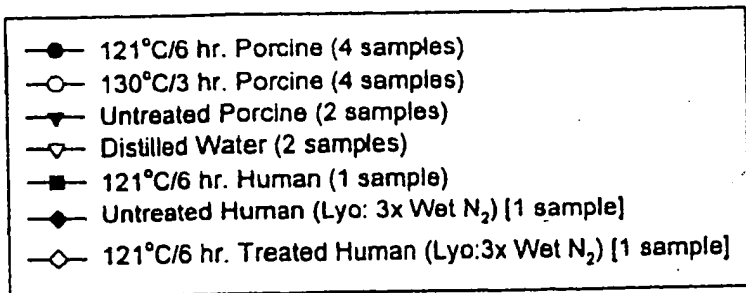 121°C/6 hr. Porcine (4 samples)
130°C/3 hr. Porcine (4 samples)
Untreated Porcine (2 samples)
Distilled Water (2 samples)
121°C/6 hr. Human (1 sample)
Untreated Human (Lyo: 3x Wet N₂) [1 sample]
121°C/6 hr. Treated Human (Lyo:3x Wet N₂) [1 sample]